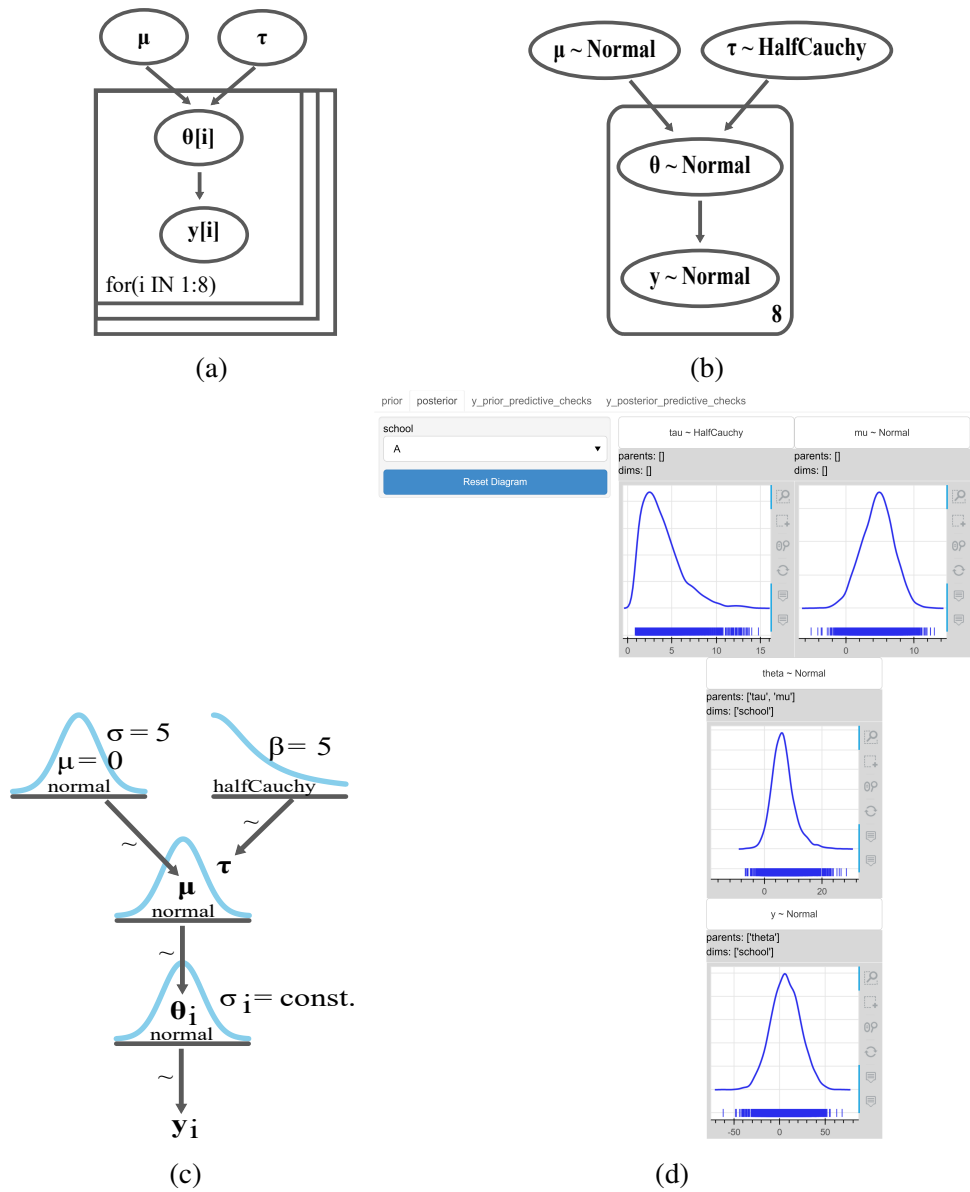 μ
τ
θ[i]
y[i]
for(i IN 1:8)
(a)
μ ~ Normal
τ ~ HalfCauchy
θ ~ Normal
y ~ Normal
8
(b)
σ = 5
μ = 0
normal
β = 5
halfCauchy
~
~
τ
μ
normal
~
σ i = const.
θ i
normal
~
y i
(c)
prior posterior y_prior_predictive_checks y_posterior_predictive_checks
school
A
Reset Diagram
tau ~ HalfCauchy
parents: []
dims: []
0 5 10 15
mu ~ Normal
parents: []
dims: []
0 10
theta ~ Normal
parents: ['tau', 'mu']
dims: ['school']
0 20
y ~ Normal
parents: ['theta']
dims: ['school']
-50 0 50
(d)